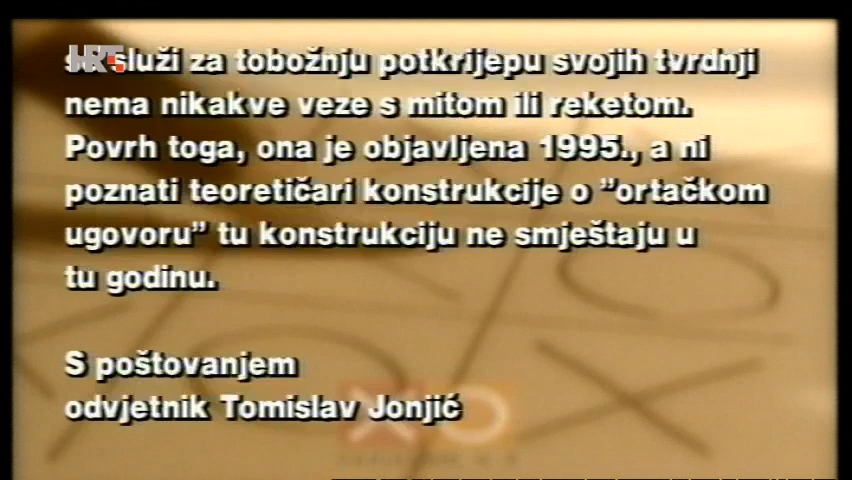 HRT
služi za tobožnju potkrijepu svojih tvrdnji
nema nikakve veze s mitom ili reketom.
Povrh toga, ona je objavljena 1995., a ni
poznati teoretičari konstrukcije o ”ortačkom
ugovoru” tu konstrukciju ne smještaju u
tu godinu.
S poštovanjem
odvjetnik Tomislav Jonjić